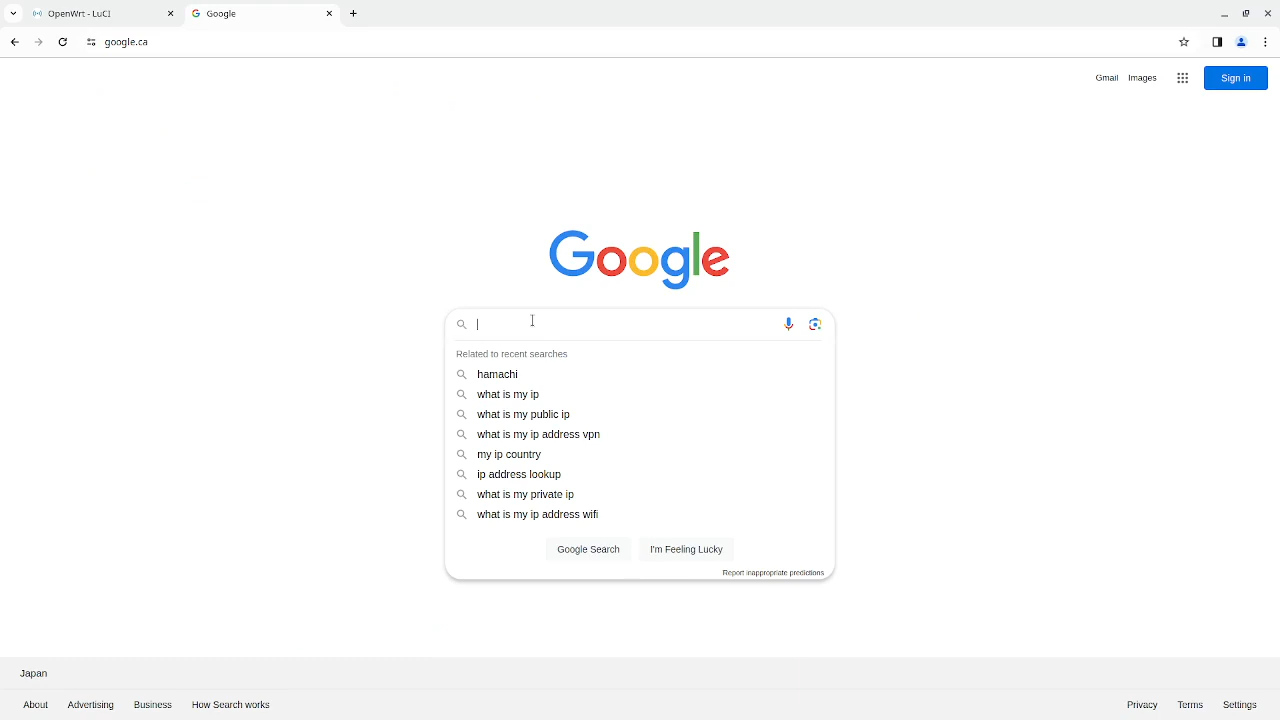 OpenWrt - LuCI
Google
google.ca
Gmail Images Sign in
Google
Related to recent searches
hamachi
what is my ip
what is my public ip
what is my ip address vpn
my ip country
ip address lookup
what is my private ip
what is my ip address wifi
Google Search I'm Feeling Lucky
Report inappropriate predictions
Japan
About Advertising Business How Search works Privacy Terms Settings